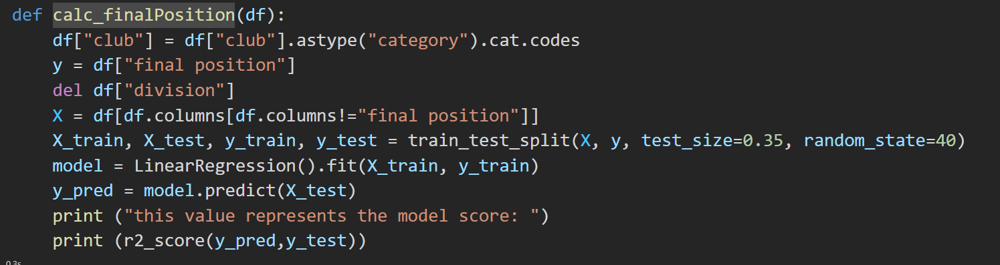 def calc_finalPosition(df):
    df["club"] = df["club"].astype("category").cat.codes
    y = df["final position"]
    del df["division"]
    X = df[df.columns[df.columns!="final position"]]
    X_train, X_test, y_train, y_test = train_test_split(X, y, test_size=0.35, random_state=40)
    model = LinearRegression().fit(X_train, y_train)
    y_pred = model.predict(X_test)
    print ("this value represents the model score: ")
    print (r2_score(y_pred,y_test))
0.3s